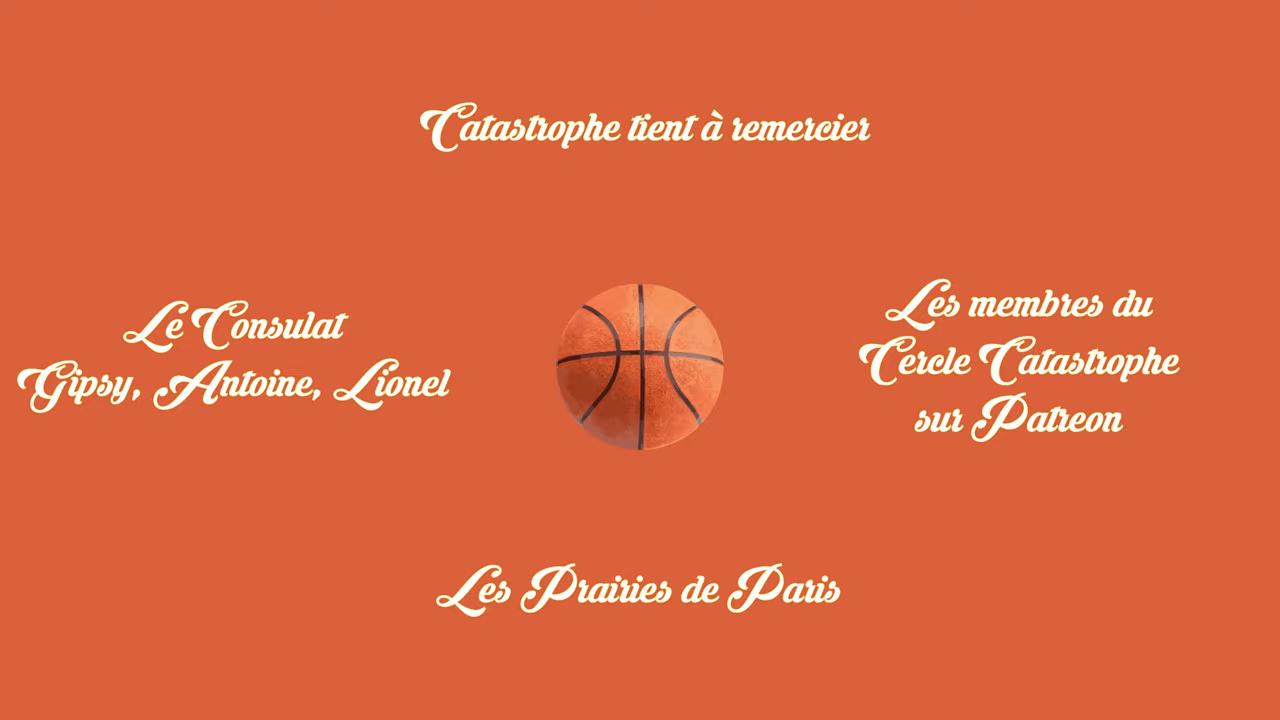 Catastrophe tient à remercier
Le Consulat
Gipsy, Antoine, Lionel
Les membres du
Cercle Catastrophe
sur Patreon
Les Prairies de Paris